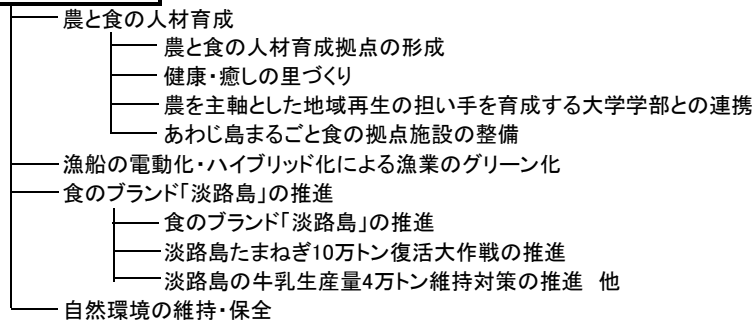 農と食の人材育成
農と食の人材育成拠点の形成
健康・癒しの里づくり
農を主軸とした地域再生の担い手を育成する大学学部との連携
あわじ島まるごと食の拠点施設の整備
漁船の電動化・ハイブリッド化による漁業のグリーン化
食のブランド「淡路島」の推進
食のブランド「淡路島」の推進
淡路島たまねぎ10万トン復活大作戦の推進
淡路島の牛乳生産量4万トン維持対策の推進 他
自然環境の維持・保全